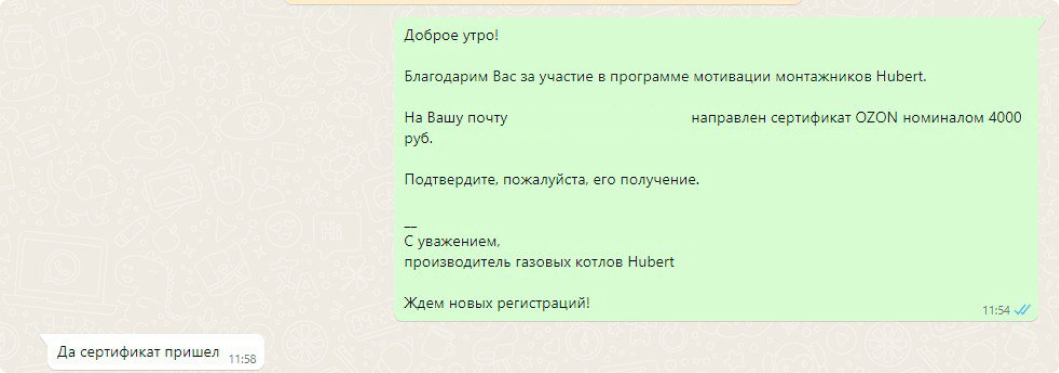 Доброе утро!
Благодарим Вас за участие в программе мотивации монтажников Hubert.
На Вашу почту направлен сертификат OZON номиналом 4000
руб.
Подтвердите, пожалуйста, его получение.
__
С уважением,
производитель газовых котлов Hubert
Ждем новых регистраций!
11:54
Да сертификат пришел 11:58